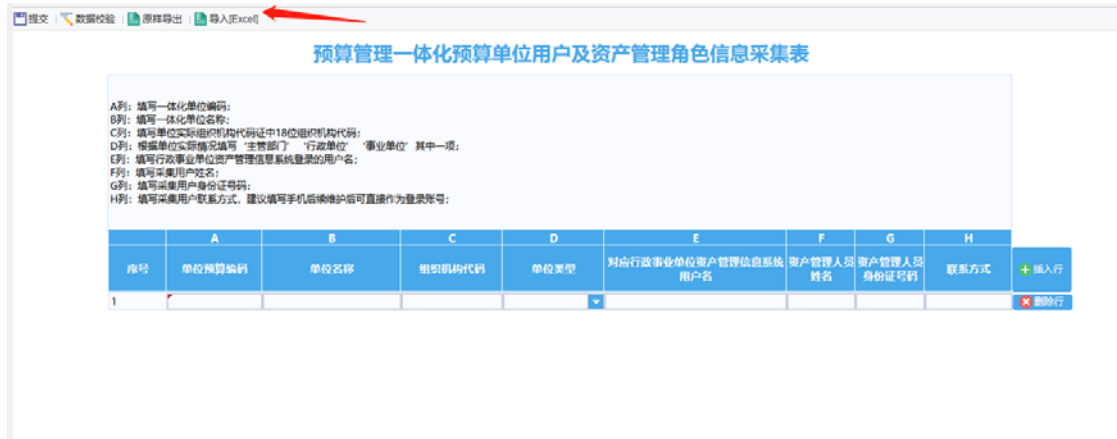 提交 数据校验 原样导出 导入[Excel]
预算管理一体化预算单位用户及资产管理角色信息采集表
A列：填写一体化单位编码；
B列：填写一体化单位名称；
C列：填写单位实际组织机构代码证中18位组织机构代码；
D列：根据单位实际情况填写‘主管部门’‘行政单位’‘事业单位’其中一项；
E列：填写行政事业单位资产管理信息系统登录的用户名；
F列：填写采集用户姓名；
G列：填写采集用户身份证号码；
H列：填写采集用户联系方式，建议填写手机后续维护后可直接作为登录账号；
A B C D E F G H
序号 单位预算编码 单位名称 组织机构代码 单位类型 对应行政事业单位资产管理信息系统用户名 资产管理人员姓名 资产管理人员身份证号码 联系方式 插入行
1 删除行